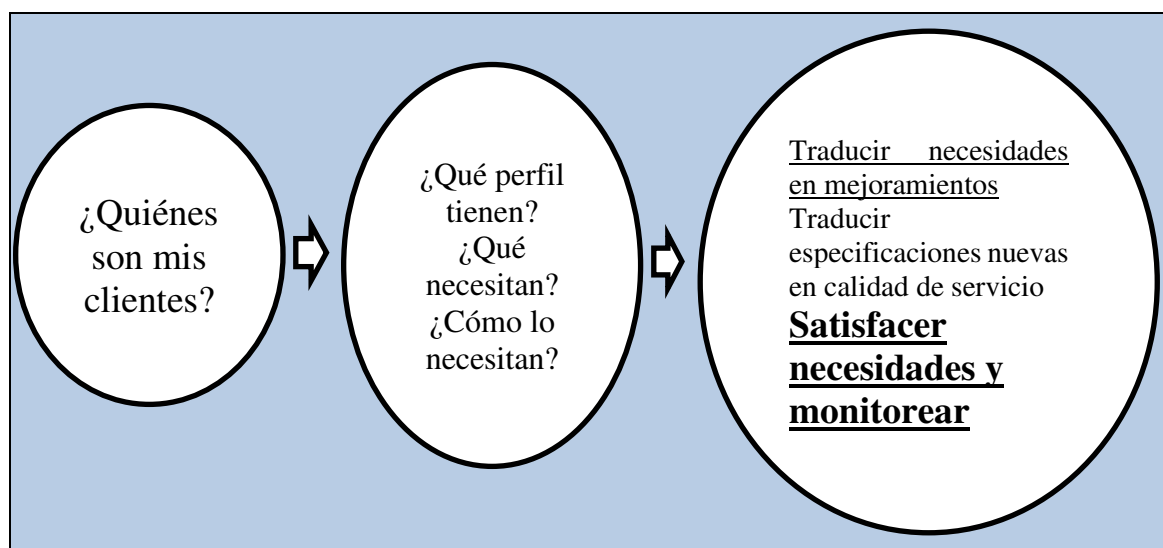 ¿Quiénes
son mis
clientes?
¿Qué perfil
tienen?
¿Qué
necesitan?
¿Cómo lo
necesitan?
Traducir necesidades
en mejoramientos
Traducir
especificaciones nuevas
en calidad de servicio
Satisfacer
necesidades y
monitorear